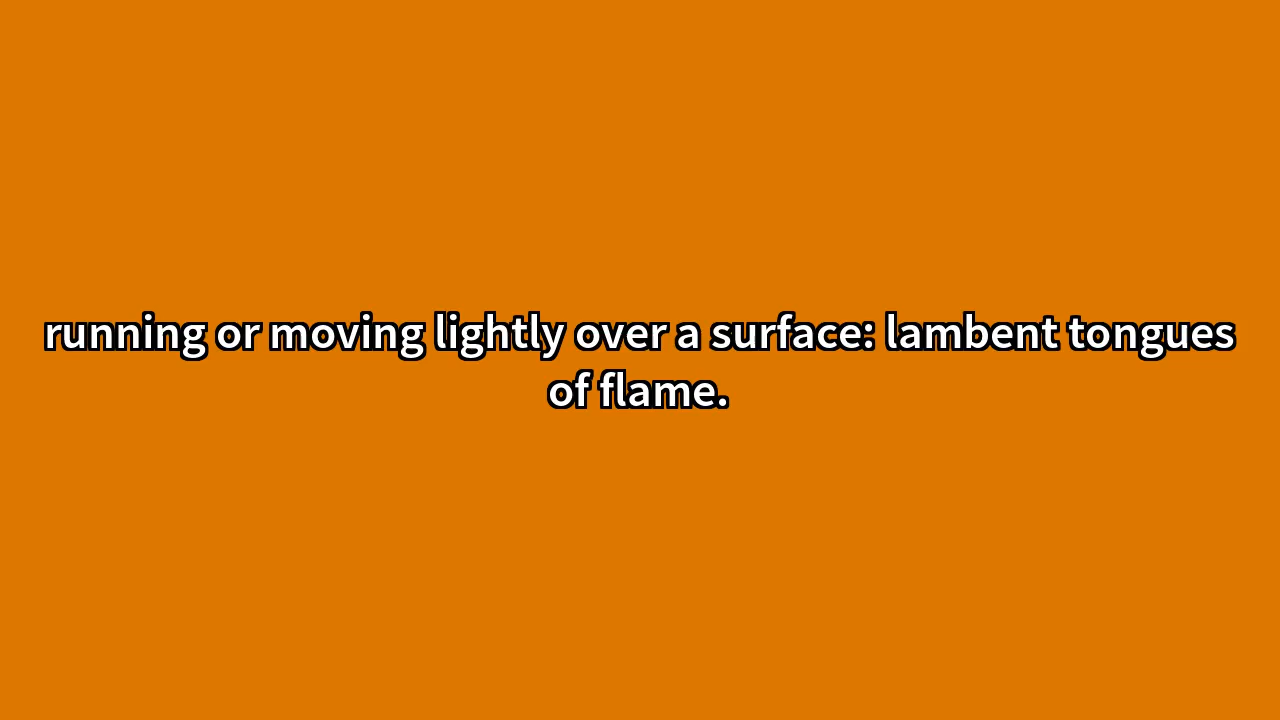 running or moving lightly over a surface: lambent tongues
of flame.